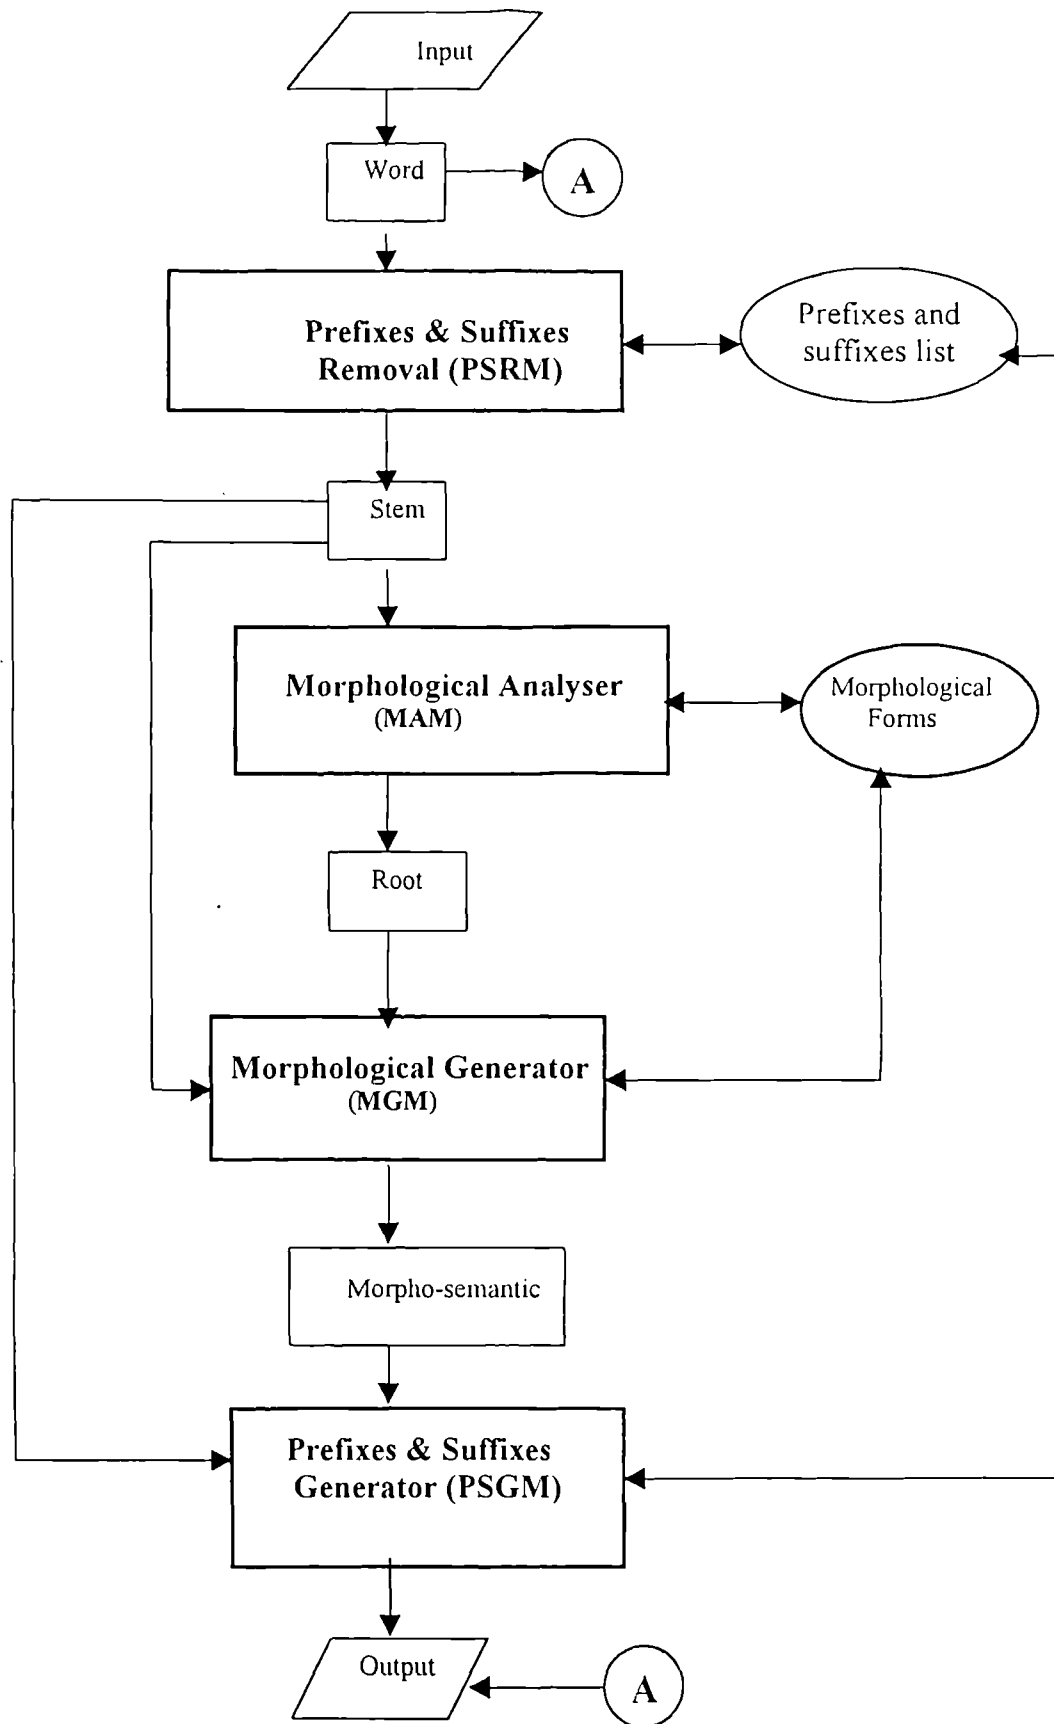 Input
Word
A
Prefixes & Suffixes
Removal (PSRM)
Prefixes and
suffixes list
Stem
Morphological Analyser
(MAM)
Morphological
Forms
Root
Morphological Generator
(MGM)
Morpho-semantic
Prefixes & Suffixes
Generator (PSGM)
Output
A